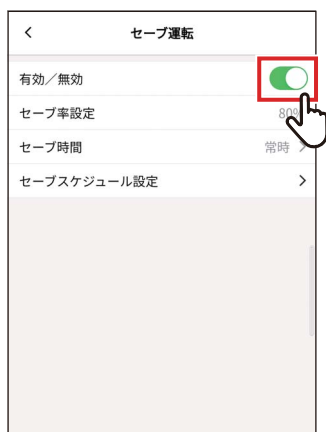 セーブ運転
有効／無効
セーブ率設定 80%
セーブ時間 常時
セーブスケジュール設定